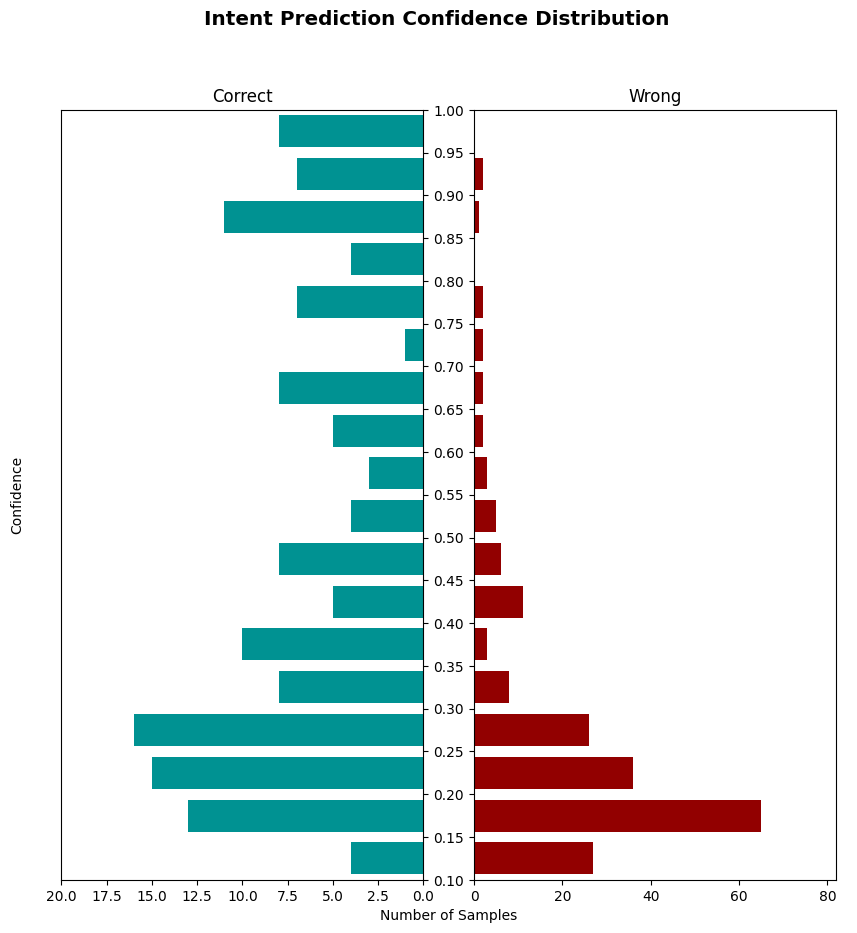 Intent Prediction Confidence Distribution
Correct
Wrong
1.00
0.95
0.90
0.85
0.80
0.75
0.70
0.65
0.60
0.55
0.50
0.45
0.40
0.35
0.30
0.25
0.20
0.15
0.10
Confidence
20.0 17.5 15.0 12.5 10.0 7.5 5.0 2.5 0.0
0 20 40 60 80
Number of Samples